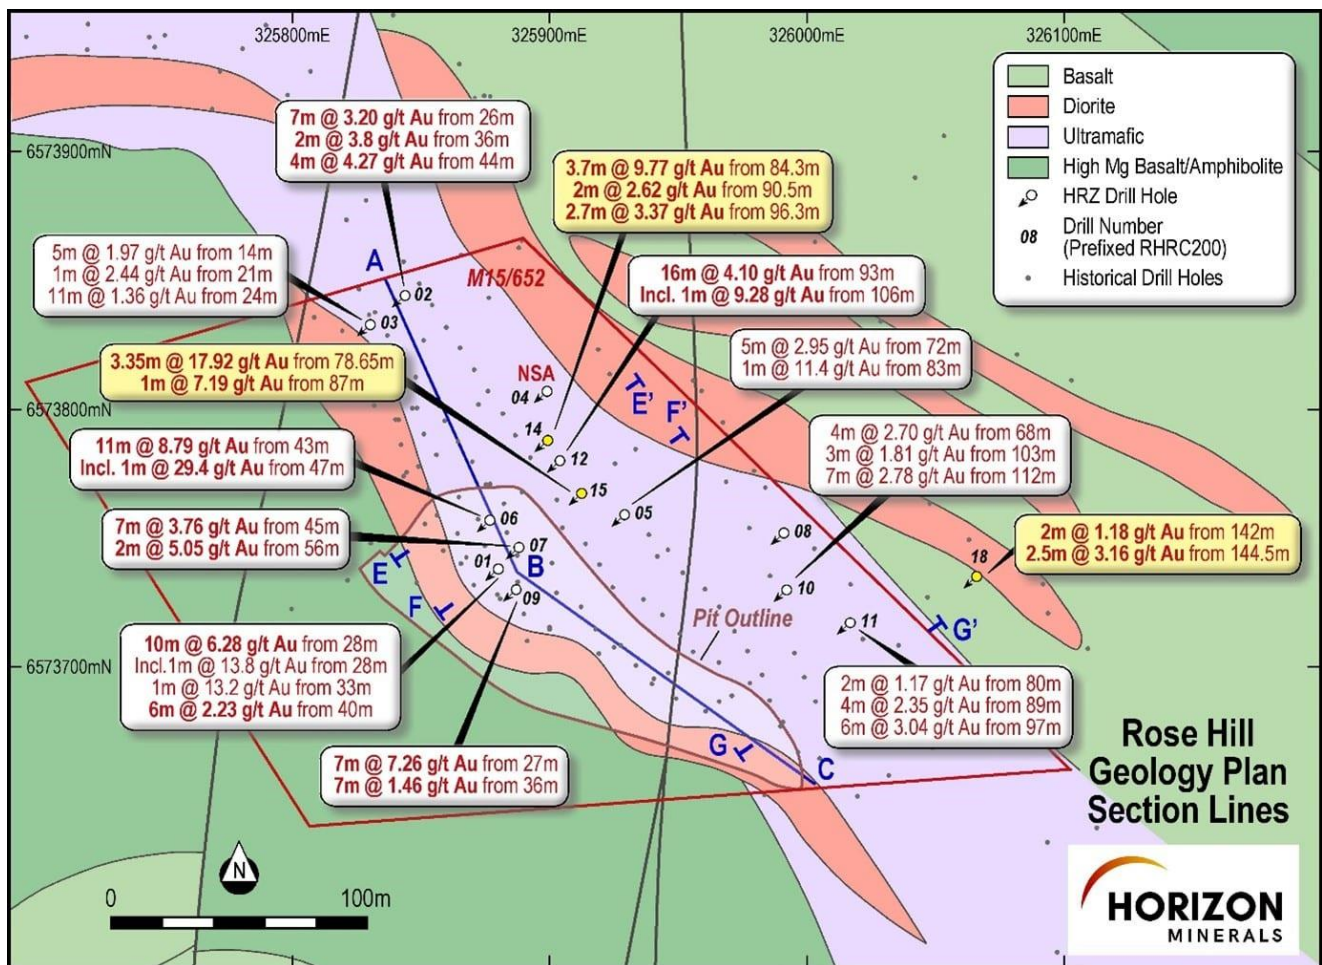 325800mE
325900mE
326000mE
326100mE
6573900mN
6573800mN
6573700mN
Basalt
Diorite
Ultramafic
High Mg Basalt/Amphibolite
HRZ Drill Hole
08
Drill Number
(Prefixed RHRC200)
Historical Drill Holes
7m @ 3.20 g/t Au from 26m
2m @ 3.8 g/t Au from 36m
4m @ 4.27 g/t Au from 44m
3.7m @ 9.77 g/t Au from 84.3m
2m @ 2.62 g/t Au from 90.5m
2.7m @ 3.37 g/t Au from 96.3m
5m @ 1.97 g/t Au from 14m
1m @ 2.44 g/t Au from 21m
11m @ 1.36 g/t Au from 24m
A
M15/652
16m @ 4.10 g/t Au from 93m
Incl. 1m @ 9.28 g/t Au from 106m
02
03
3.35m @ 17.92 g/t Au from 78.65m
1m @ 7.19 g/t Au from 87m
5m @ 2.95 g/t Au from 72m
1m @ 11.4 g/t Au from 83m
NSA
04
E'
F'
14
12
15
05
11m @ 8.79 g/t Au from 43m
Incl. 1m @ 29.4 g/t Au from 47m
4m @ 2.70 g/t Au from 68m
3m @ 1.81 g/t Au from 103m
7m @ 2.78 g/t Au from 112m
7m @ 3.76 g/t Au from 45m
2m @ 5.05 g/t Au from 56m
06
07
01
B
09
08
10
11
18
2m @ 1.18 g/t Au from 142m
2.5m @ 3.16 g/t Au from 144.5m
E
F
G'
Pit Outline
10m @ 6.28 g/t Au from 28m
Incl.1m @ 13.8 g/t Au from 28m
1m @ 13.2 g/t Au from 33m
6m @ 2.23 g/t Au from 40m
2m @ 1.17 g/t Au from 80m
4m @ 2.35 g/t Au from 89m
6m @ 3.04 g/t Au from 97m
7m @ 7.26 g/t Au from 27m
7m @ 1.46 g/t Au from 36m
G
C
Rose Hill
Geology Plan
Section Lines
N
0
100m
HORIZON
MINERALS